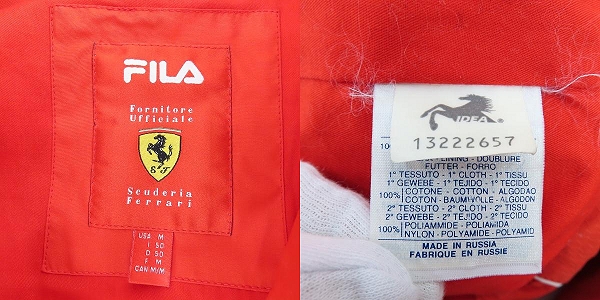 FILA
Fornitore
Ufficiale
S F
Scuderia
Ferrari
USA M
I 50
D 50
F M
CAN M/M
IDEA
13222657
100%
LINING - DOUBLURE
FUTTER - FORRO
1° TESSUTO - 1° CLOTH - 1° TISSU
1° GEWEBE - 1° TEJIDO - 1° TECIDO
100% COTONE - COTTON - ALGODAO
COTON - BAUMWOLLE - ALGODON
2° TESSUTO - 2° CLOTH - 2° TISSU
2° GEWEBE - 2° TEJIDO - 2° TECIDO
100% POLIAMMIDE - POLIAMIDA
NYLON - POLYAMIDE - POLYAMID
MADE IN RUSSIA
FABRIQUE EN RUSSIE